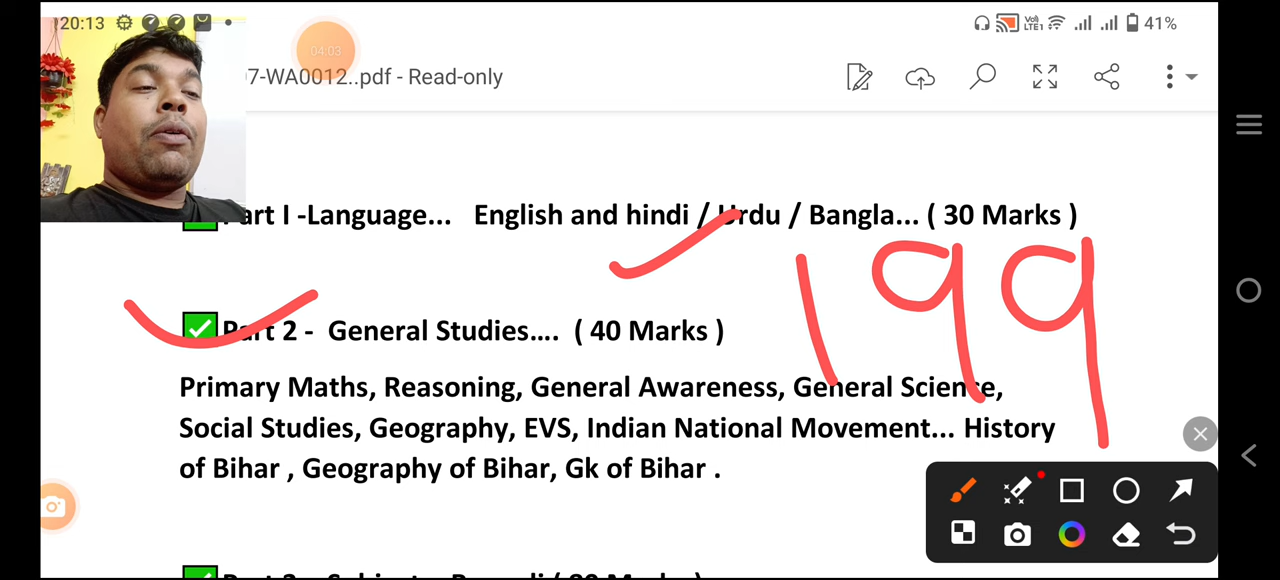 20:13
VoI LTE1
41%
04:03
7-WA0012..pdf - Read-only
art I -Language... English and hindi / Urdu / Bangla... ( 30 Marks )
199
Part 2 - General Studies.... ( 40 Marks )
Primary Maths, Reasoning, General Awareness, General Science,
Social Studies, Geography, EVS, Indian National Movement... History
of Bihar , Geography of Bihar, Gk of Bihar .